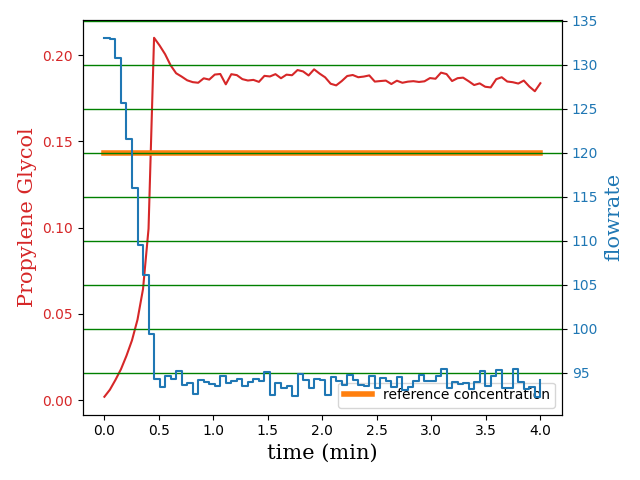 135
0.20
130
125
0.15
120
Propylene Glycol
flowrate
115
0.10
110
105
0.05
100
95
0.00
reference concentration
0.0 0.5 1.0 1.5 2.0 2.5 3.0 3.5 4.0
time (min)